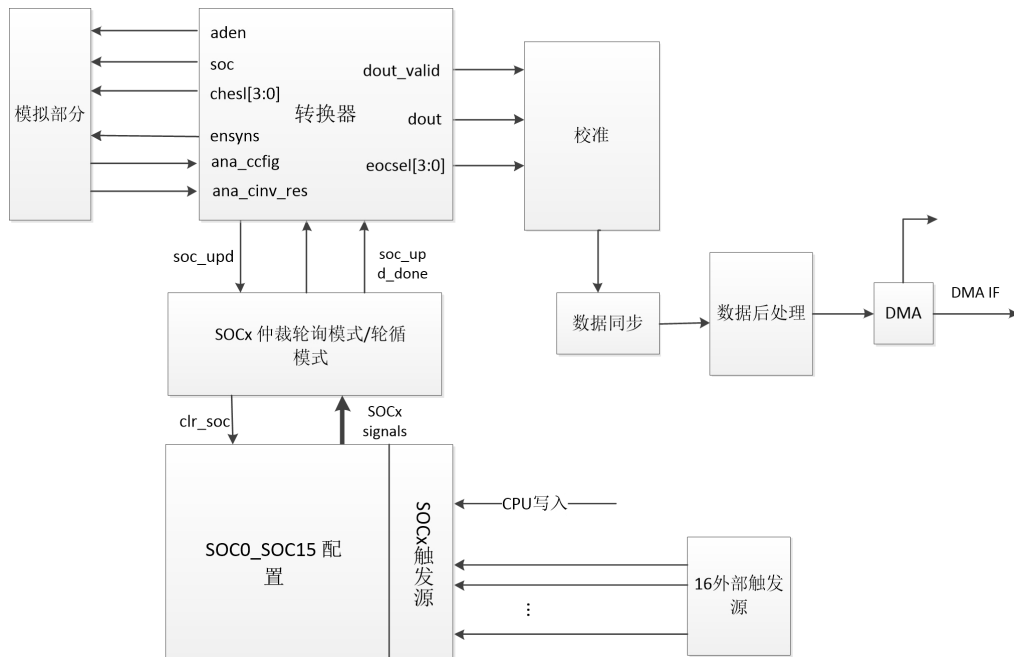 模拟部分
aden
soc
chesl[3:0]
ensyns
ana_ccfig
ana_cinv_res
转换器
dout_valid
dout
eocsel[3:0]
校准
soc_upd
soc_up
d_done
SOCx 仲裁轮询模式/轮循
模式
数据同步
数据后处理
DMA
DMA IF
clr_soc
SOCx
signals
SOC0_SOC15 配
置
SOCx触发源
CPU写入
16外部触发
源
...